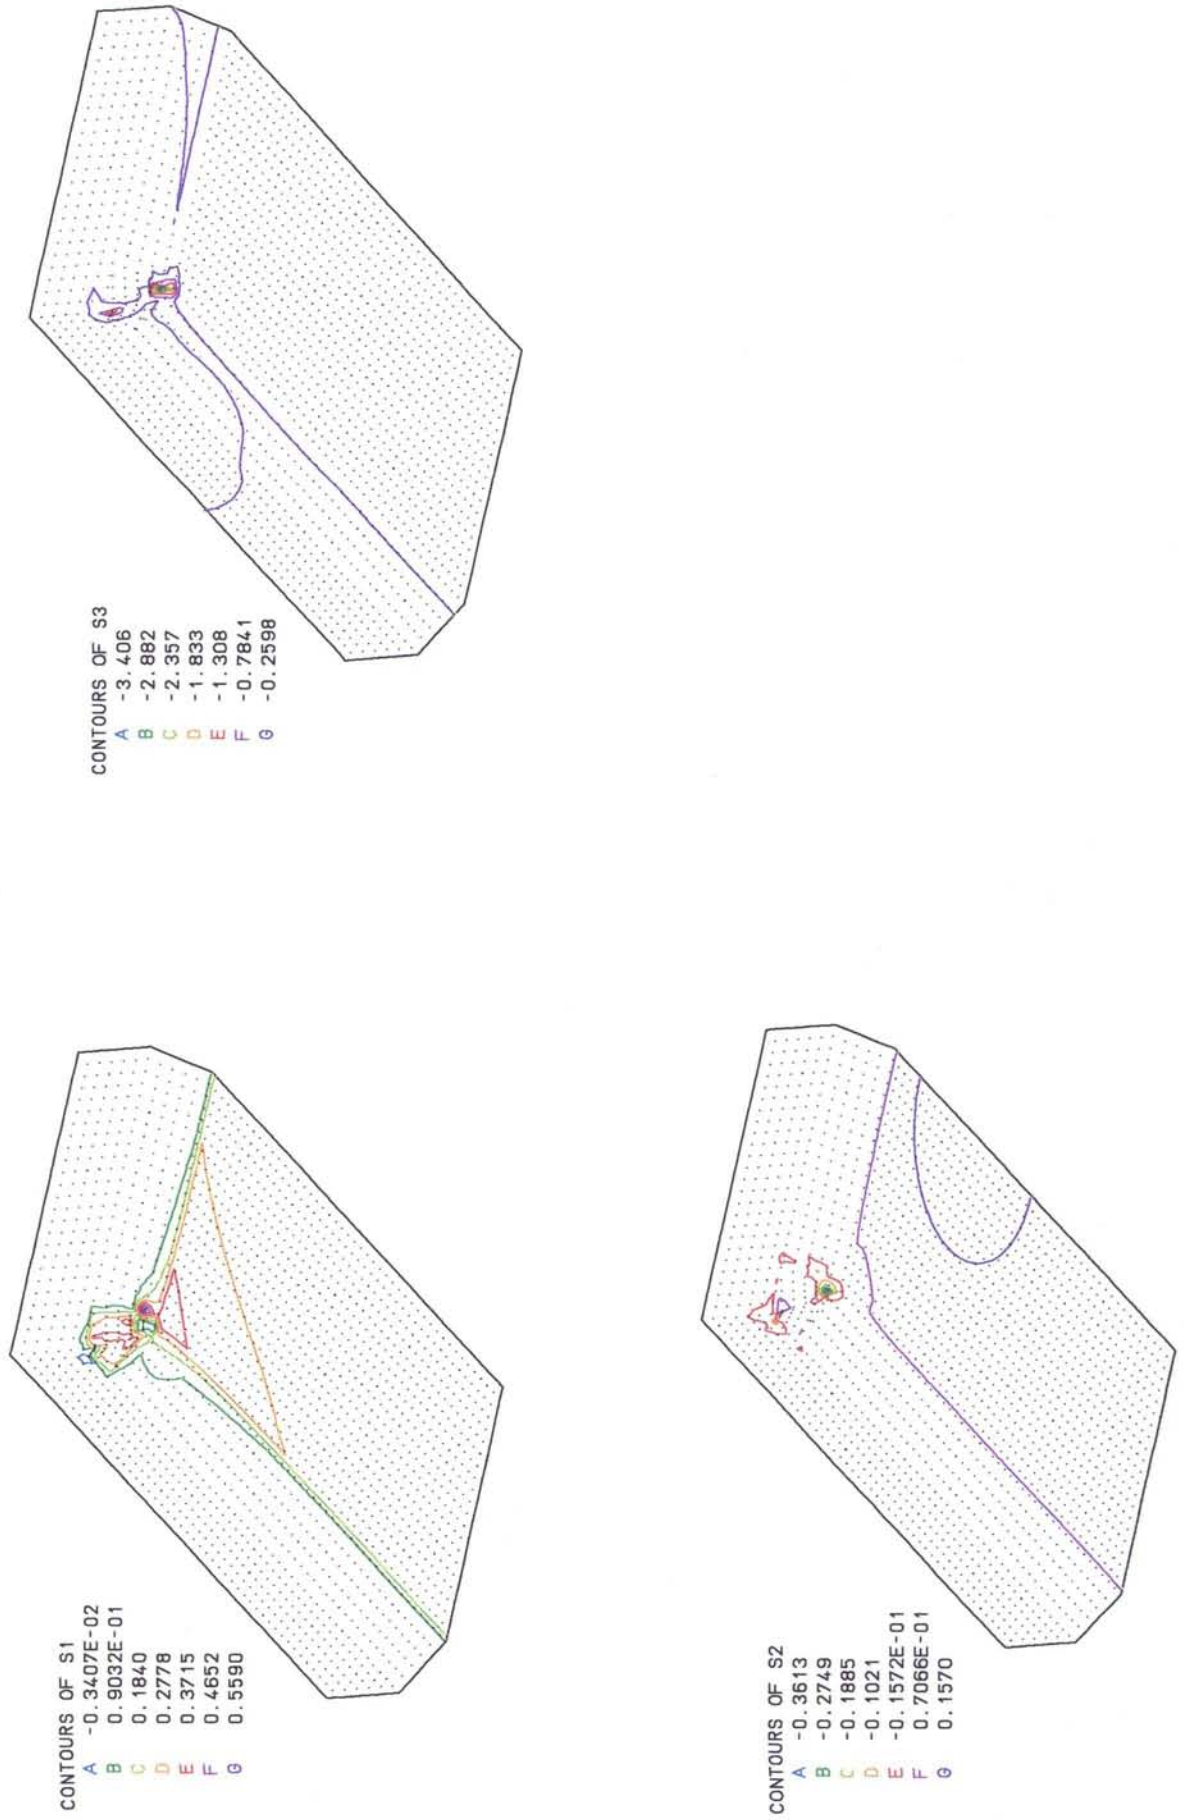 CONTOURS OF S1
A -0.3407E-02
B 0.9032E-01
C 0.1840
D 0.2778
E 0.3715
F 0.4652
G 0.5590
CONTOURS OF S3
A -3.406
B -2.882
C -2.357
D -1.833
E -1.308
F -0.7841
G -0.2598
CONTOURS OF S2
A -0.3613
B -0.2749
C -0.1885
D -0.1021
E -0.1572E-01
F 0.7066E-01
G 0.1570